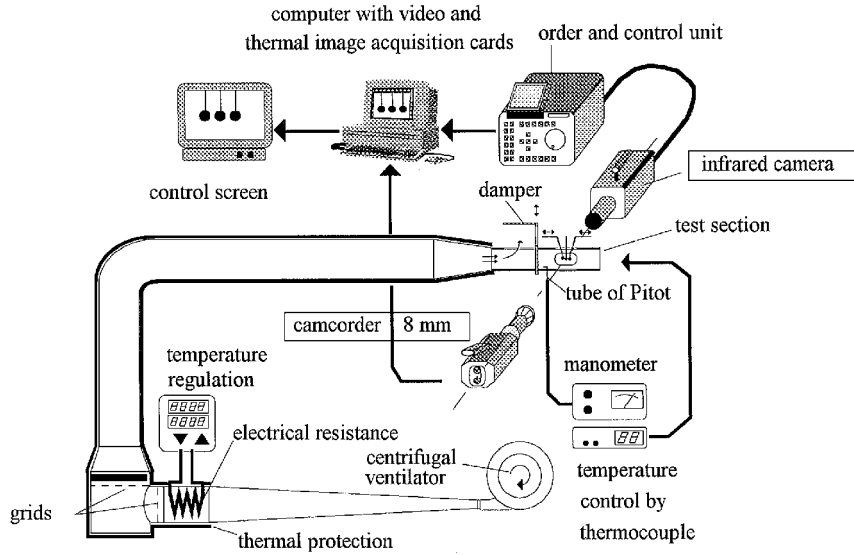 computer with video and
thermal image acquisition cards
order and control unit
infrared camera
control screen
damper
test section
tube of Pitot
camcorder 8 mm
temperature
regulation
manometer
electrical resistance
centrifugal
ventilator
temperature
control by
thermocouple
grids
thermal protection